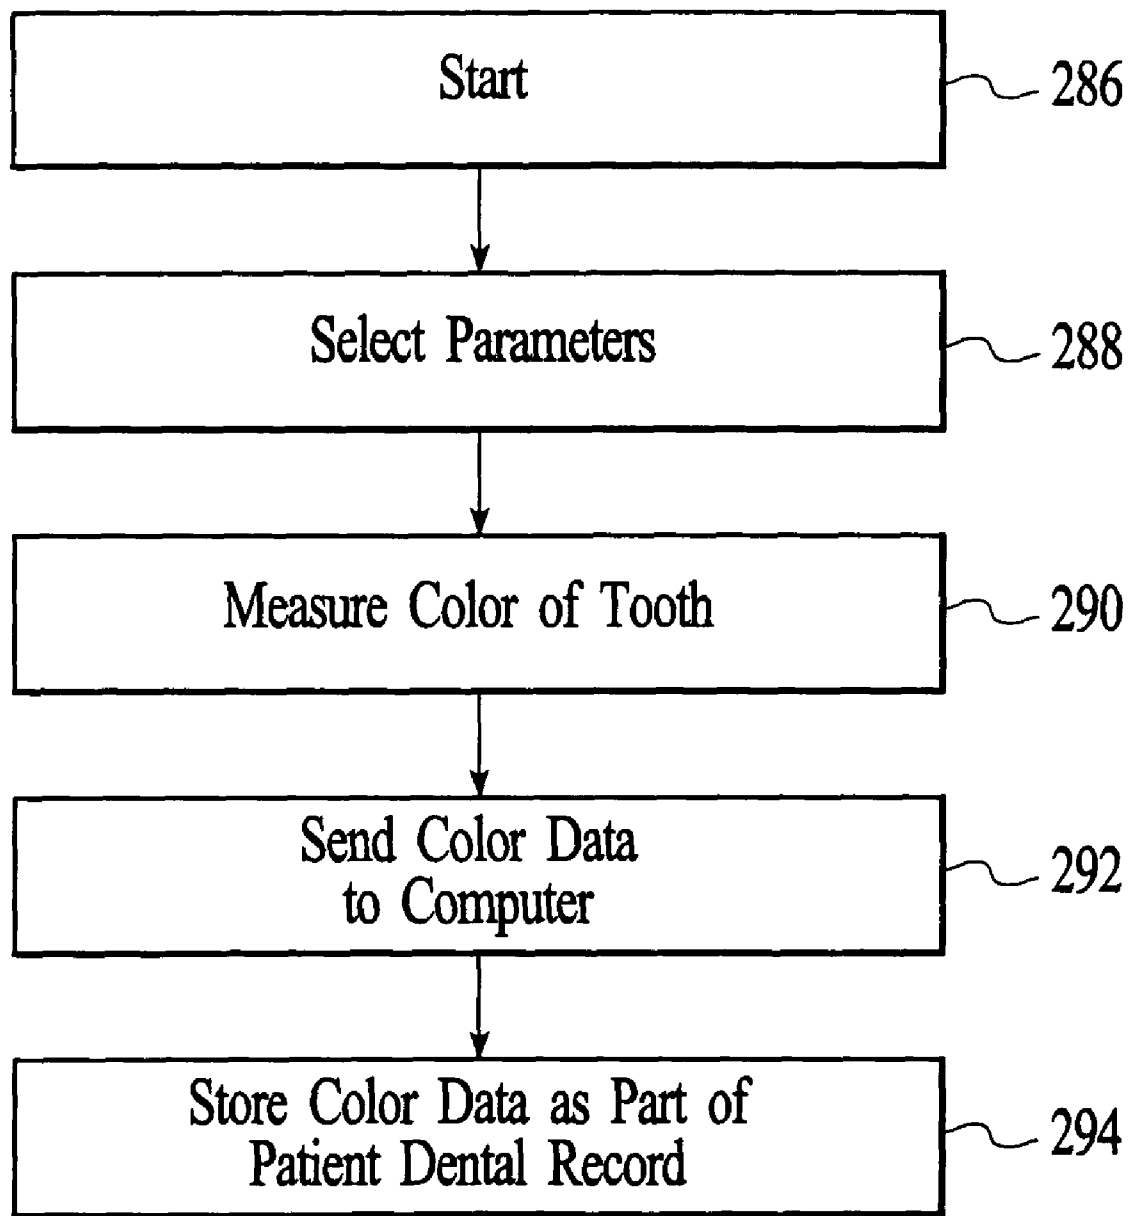 Start
286
Select Parameters
288
Measure Color of Tooth
290
Send Color Data
to Computer
292
Store Color Data as Part of
Patient Dental Record
294